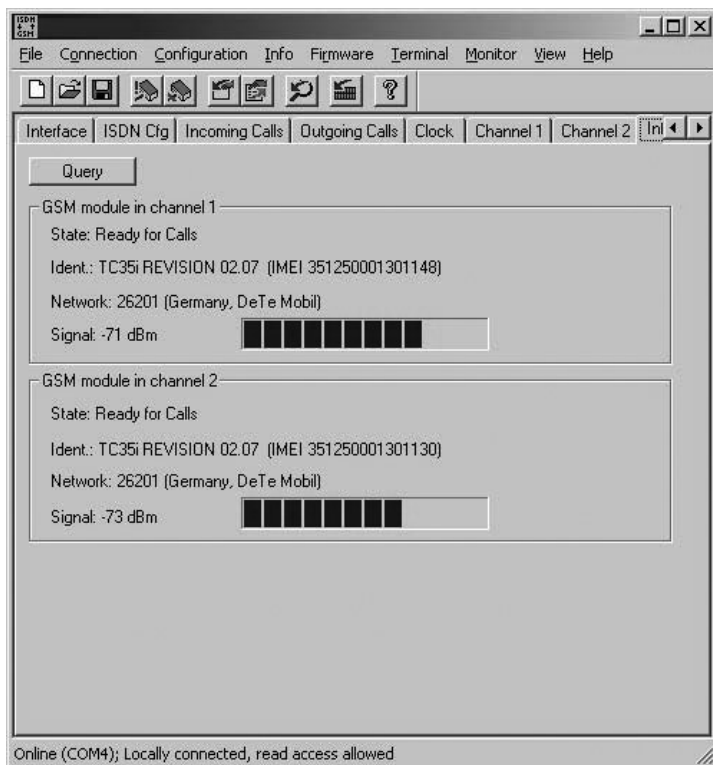 ISDN
GSM
File Connection Configuration Info Firmware Terminal Monitor View Help
Interface ISDN Cfg Incoming Calls Outgoing Calls Clock Channel 1 Channel 2
Query
GSM module in channel 1
State: Ready for Calls
Ident.: TC35i REVISION 02.07 (IMEI 351250001301148)
Network: 26201 (Germany, DeTe Mobil)
Signal: -71 dBm
GSM module in channel 2
State: Ready for Calls
Ident.: TC35i REVISION 02.07 (IMEI 351250001301130)
Network: 26201 (Germany, DeTe Mobil)
Signal: -73 dBm
Online (COM4); Locally connected, read access allowed